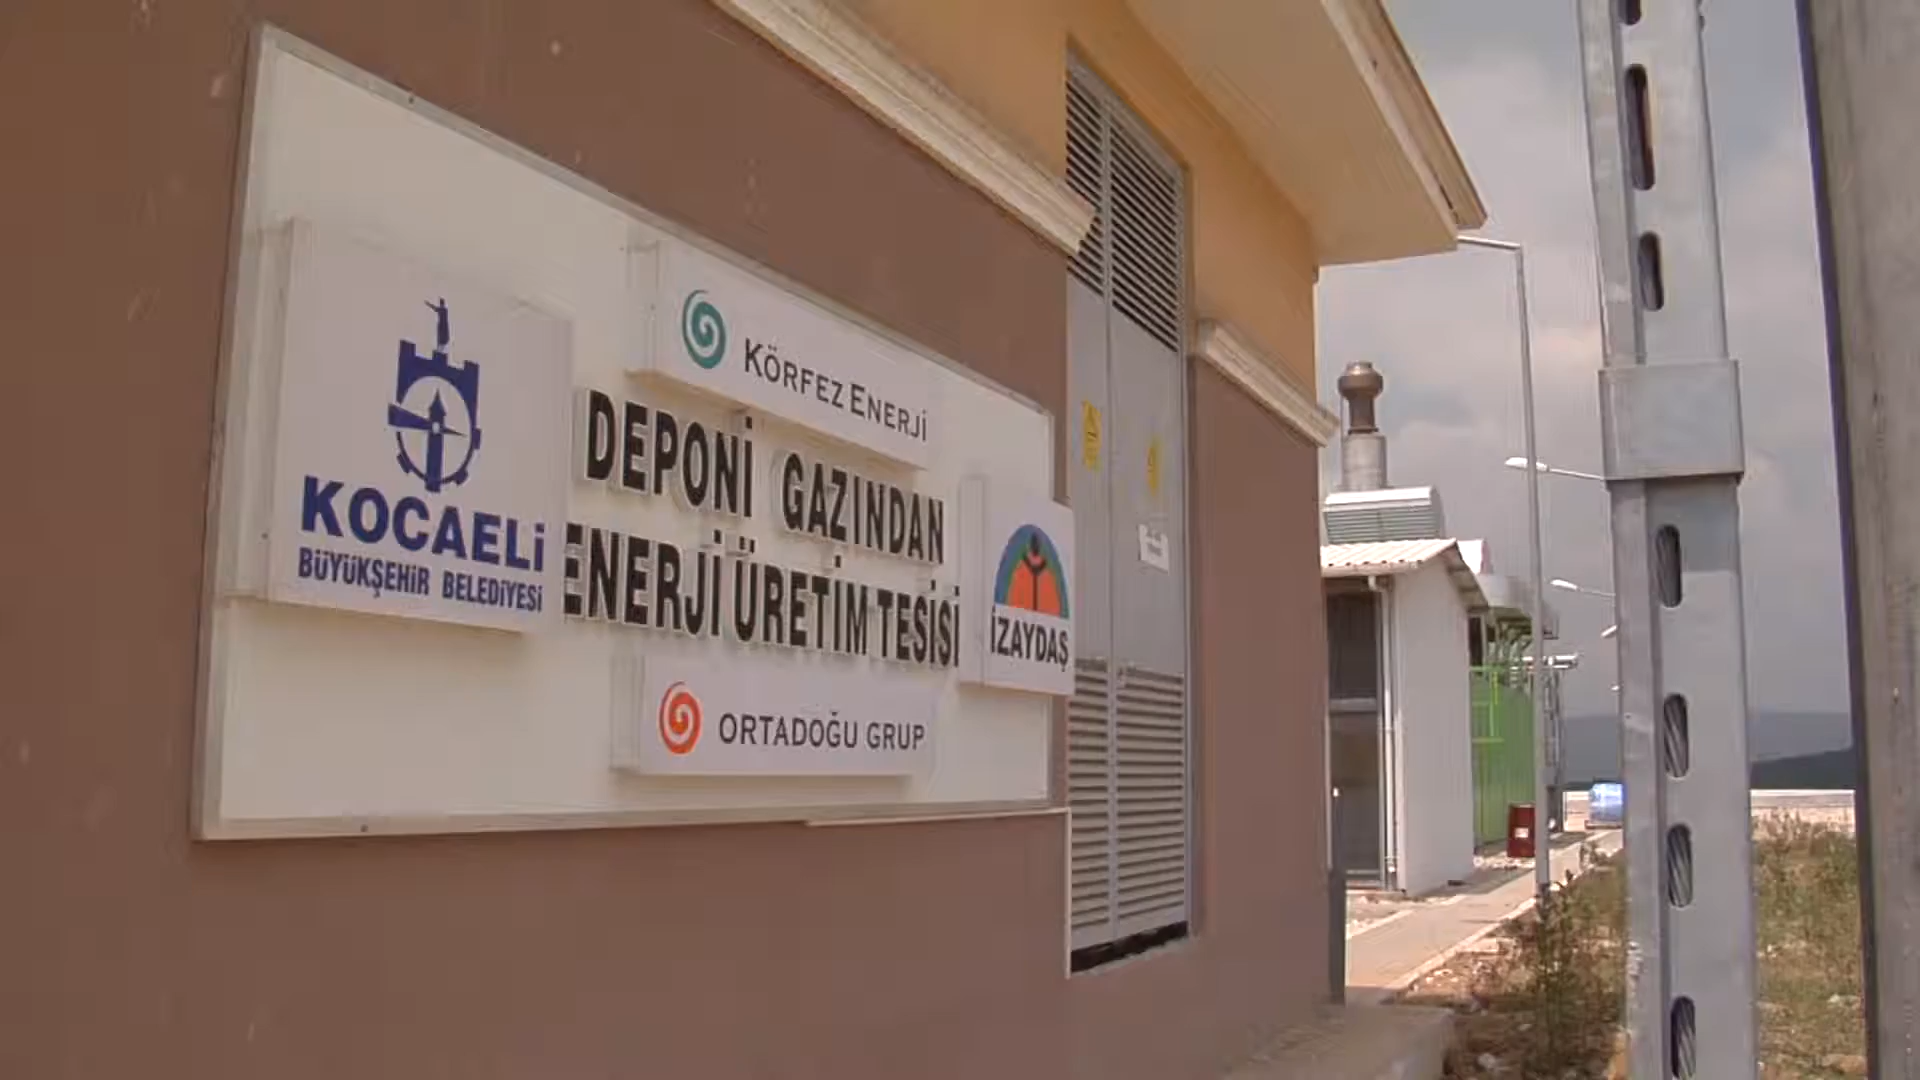 KÖRFEZ ENERJİ
DEPONİ GAZINDAN
ENERJİ ÜRETİM TESİSİ
KOCAELİ
BÜYÜKŞEHİR BELEDİYESİ
İZAYDAŞ
ORTADOĞU GRUP